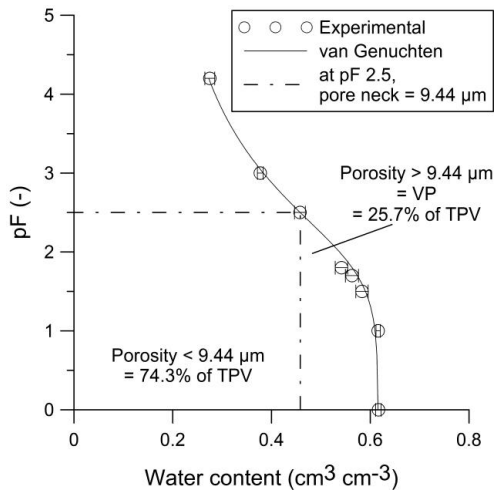 Experimental
van Genuchten
at pF 2.5,
pore neck = 9.44 µm
5
4
3
2
1
0
pF (-)
Porosity > 9.44 µm
= VP
= 25.7% of TPV
Porosity < 9.44 µm
= 74.3% of TPV
0
0.2
0.4
0.6
0.8
Water content (cm³ cm⁻³)